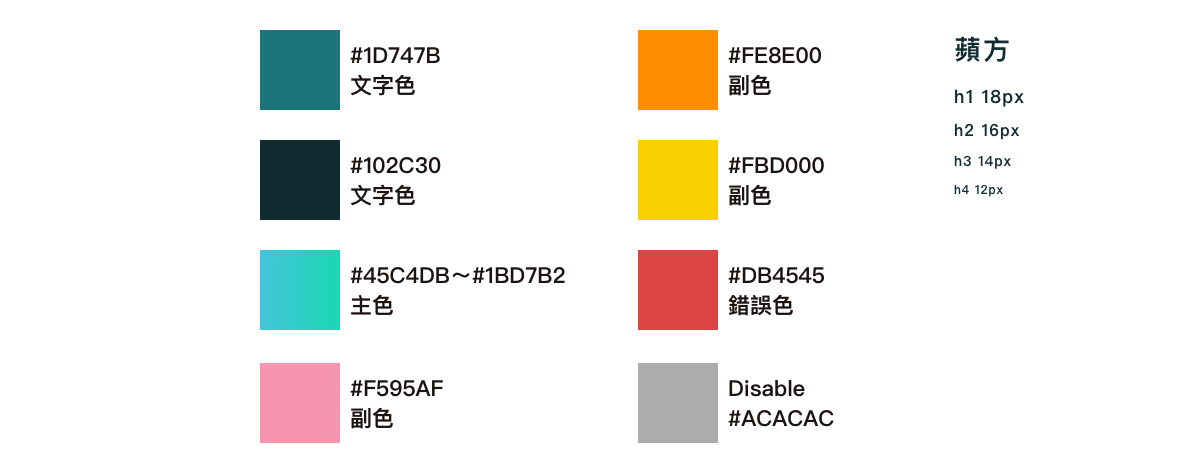 #1D747B
文字色
#102C30
文字色
#45C4DB～#1BD7B2
主色
#F595AF
副色
#FE8E00
副色
#FBD000
副色
#DB4545
錯誤色
Disable
#ACACAC
蘋方
h1 18px
h2 16px
h3 14px
h4 12px